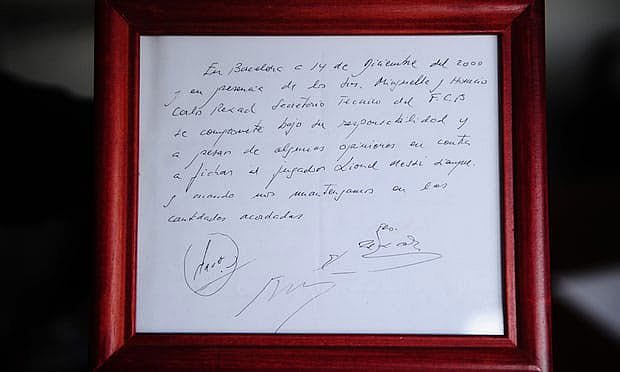 En Barcelona a 14 de Diciembre del 2000
y en presencia de los Sres. Minguella y Horacio
Carlos Rexach Secretario Técnico del F.C.B
se compromete bajo su responsabilidad y
a pesar de algunas opiniones en contra
a fichar al jugador Lionel Messi siempre
y cuando nos mantengamos en las
cantidades acordadas